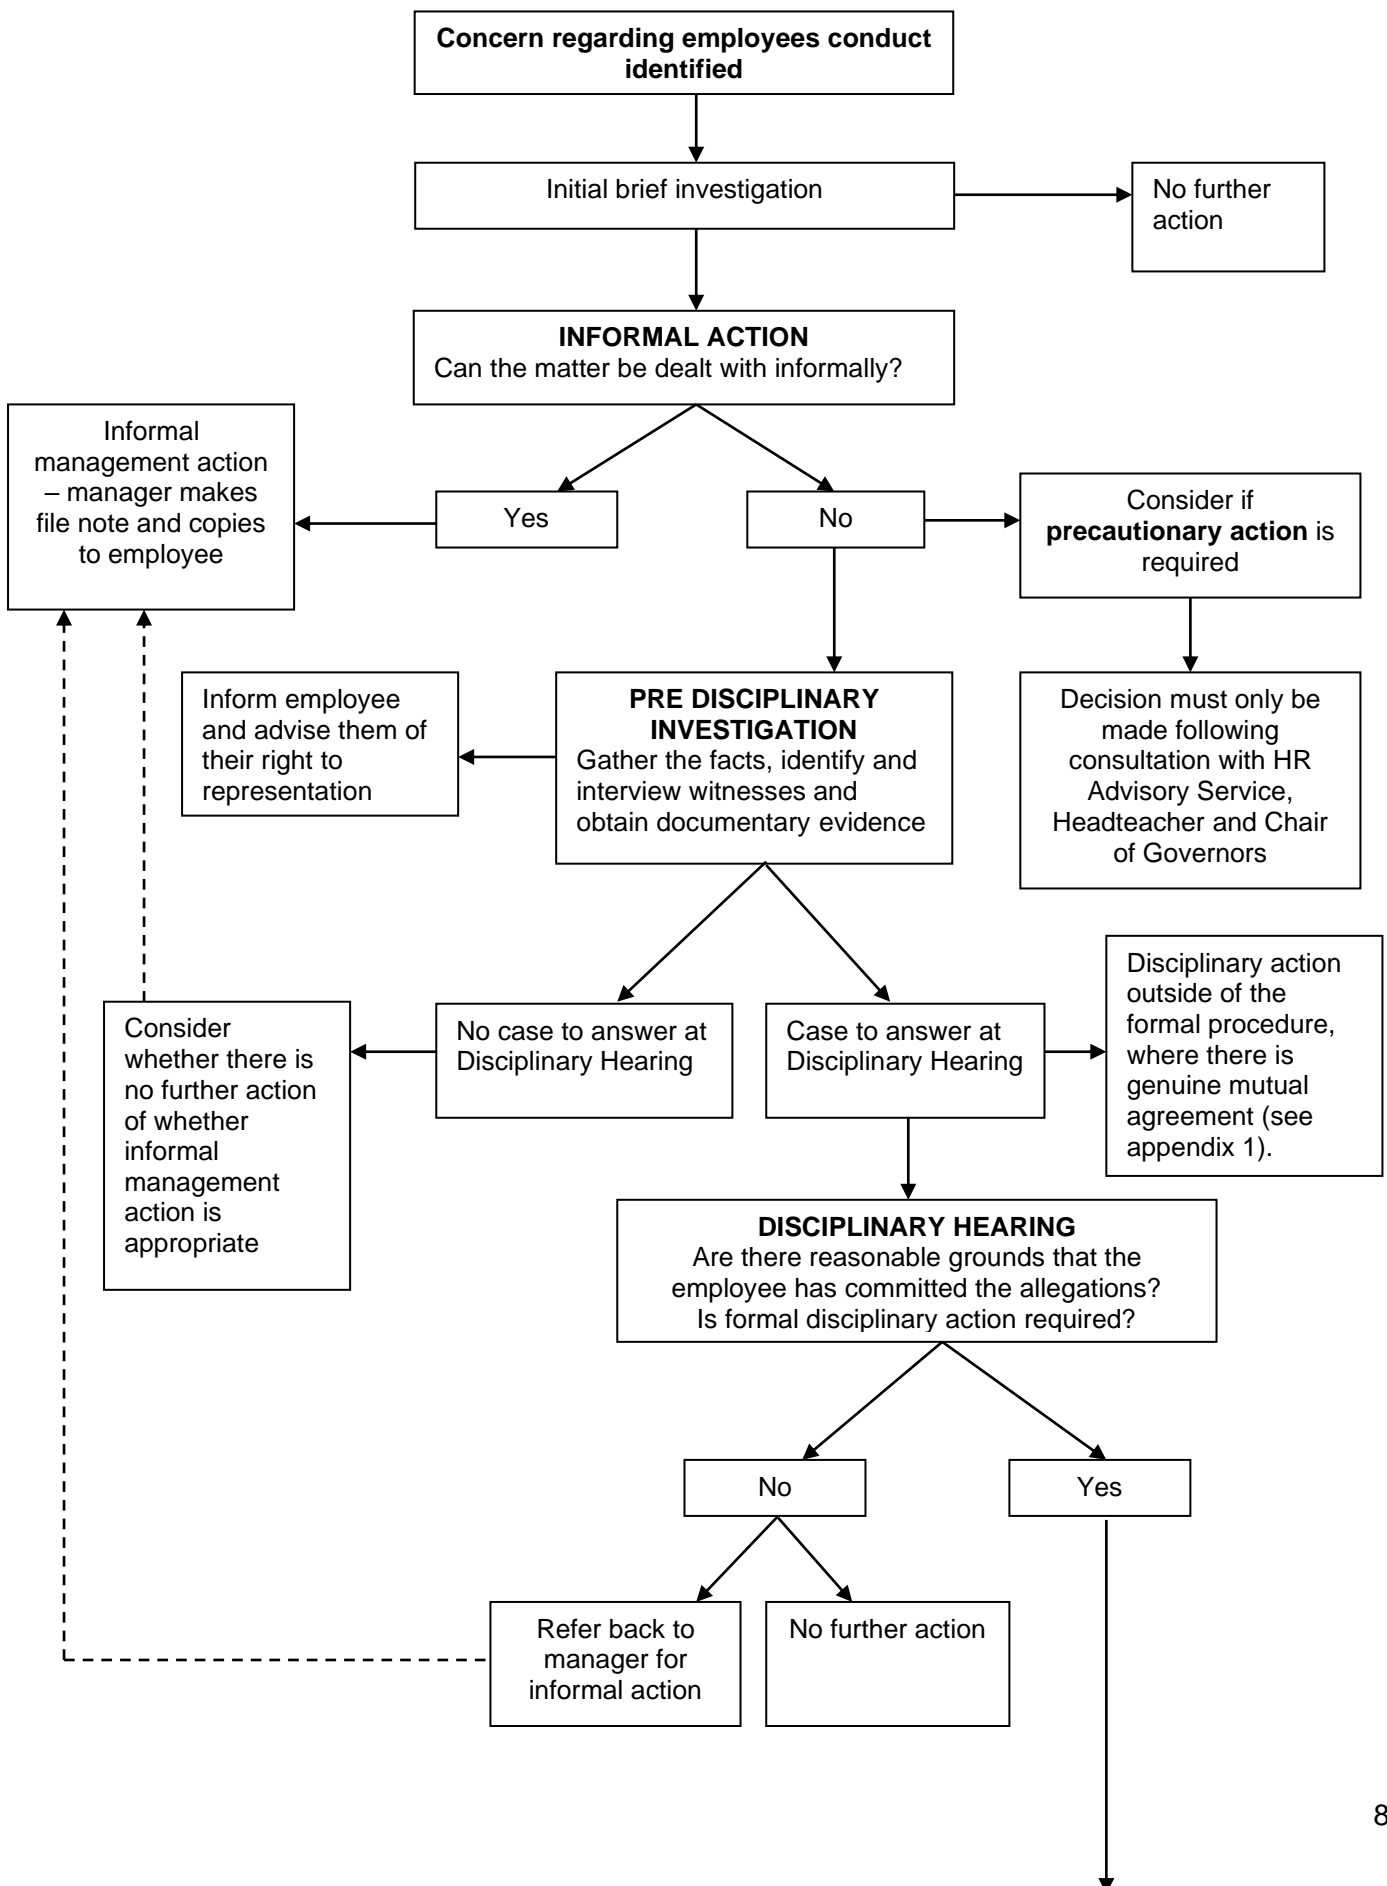 Concern regarding employees conduct
identified
Initial brief investigation
No further
action
INFORMAL ACTION
Can the matter be dealt with informally?
Informal
management action
– manager makes
file note and copies
to employee
Yes
No
Consider if
precautionary action is
required
Inform employee
and advise them of
their right to
representation
PRE DISCIPLINARY
INVESTIGATION
Gather the facts, identify and
interview witnesses and
obtain documentary evidence
Decision must only be
made following
consultation with HR
Advisory Service,
Headteacher and Chair
of Governors
Consider
whether there is
no further action
of whether
informal
management
action is
appropriate
No case to answer at
Disciplinary Hearing
Case to answer at
Disciplinary Hearing
Disciplinary action
outside of the
formal procedure,
where there is
genuine mutual
agreement (see
appendix 1).
DISCIPLINARY HEARING
Are there reasonable grounds that the
employee has committed the allegations?
Is formal disciplinary action required?
No
Yes
Refer back to
manager for
informal action
No further action
8